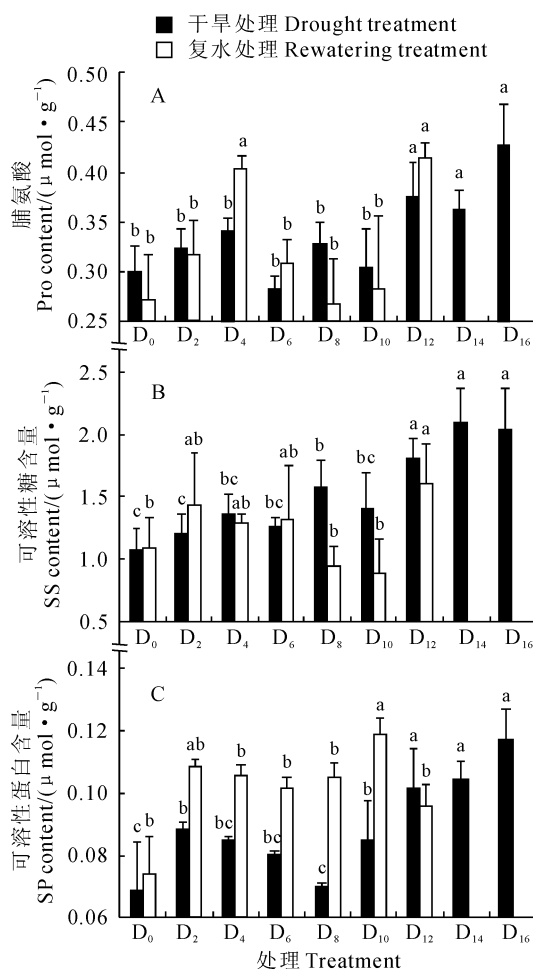 干旱处理 Drought treatment
复水处理 Rewatering treatment
脯氨酸
Pro content/(μmol·g⁻¹)
0.50
0.45
0.40
0.35
0.30
0.25
A
b b b b b a b b b b b b a a a a
D₀ D₂ D₄ D₆ D₈ D₁₀ D₁₂ D₁₄ D₁₆
可溶性糖含量
SS content/(μmol·g⁻¹)
2.5
2.0
1.5
1.0
0.5
B
c b c ab bc ab bc ab b b bc b a a a a
D₀ D₂ D₄ D₆ D₈ D₁₀ D₁₂ D₁₄ D₁₆
可溶性蛋白含量
SP content/(μmol·g⁻¹)
0.14
0.12
0.10
0.08
0.06
C
c b b ab bc b bc b c b b a a b a a
D₀ D₂ D₄ D₆ D₈ D₁₀ D₁₂ D₁₄ D₁₆
处理 Treatment